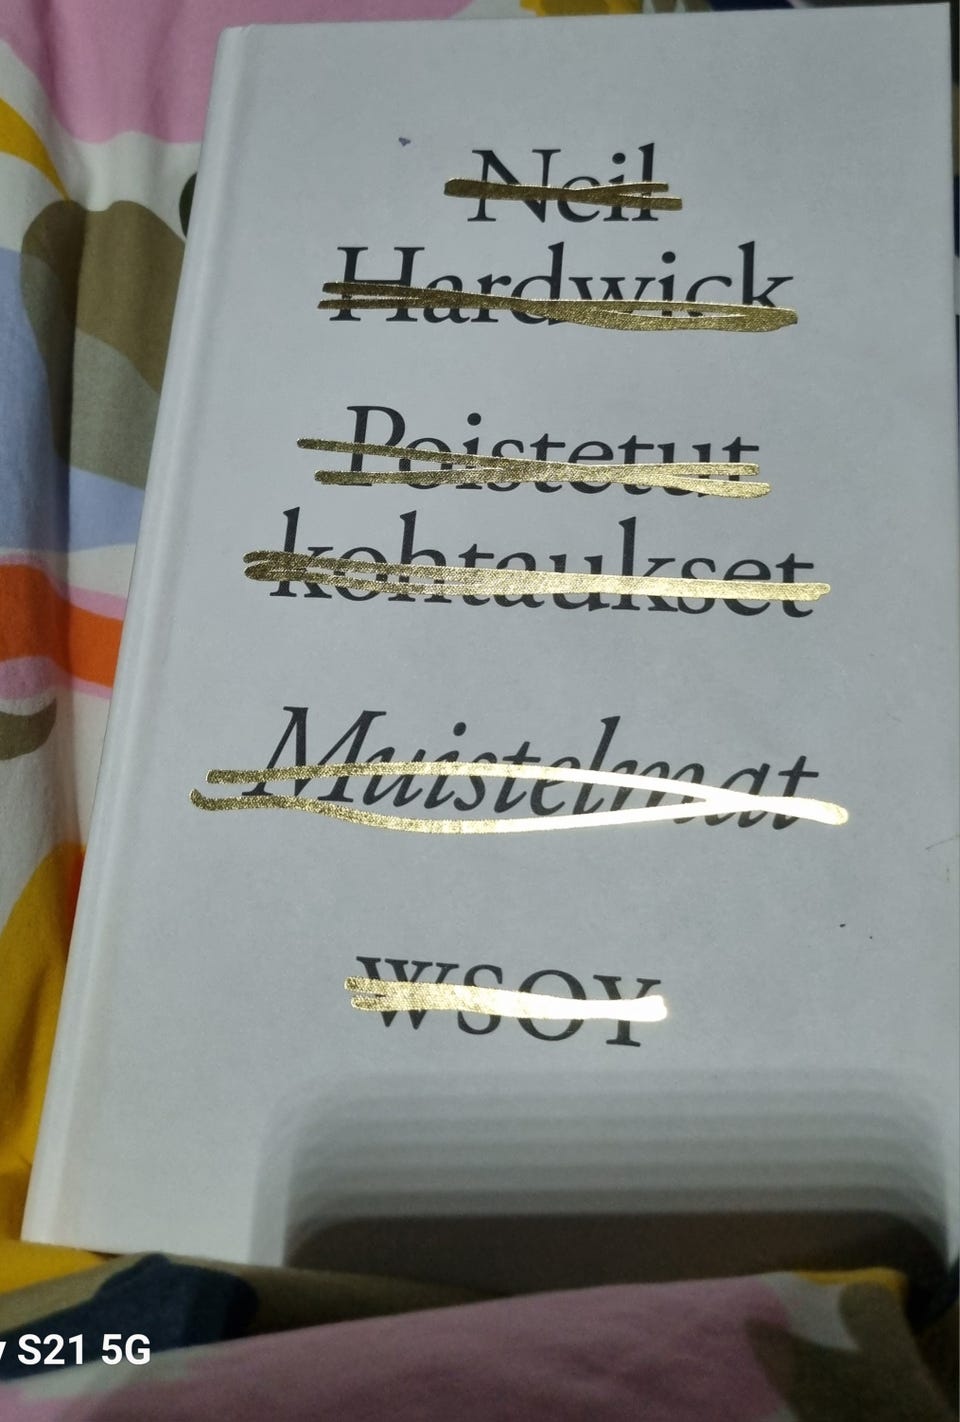 Neil
Hardwick
Poistetut
kohtaukset
Muistelmat
WSOY
S21 5G